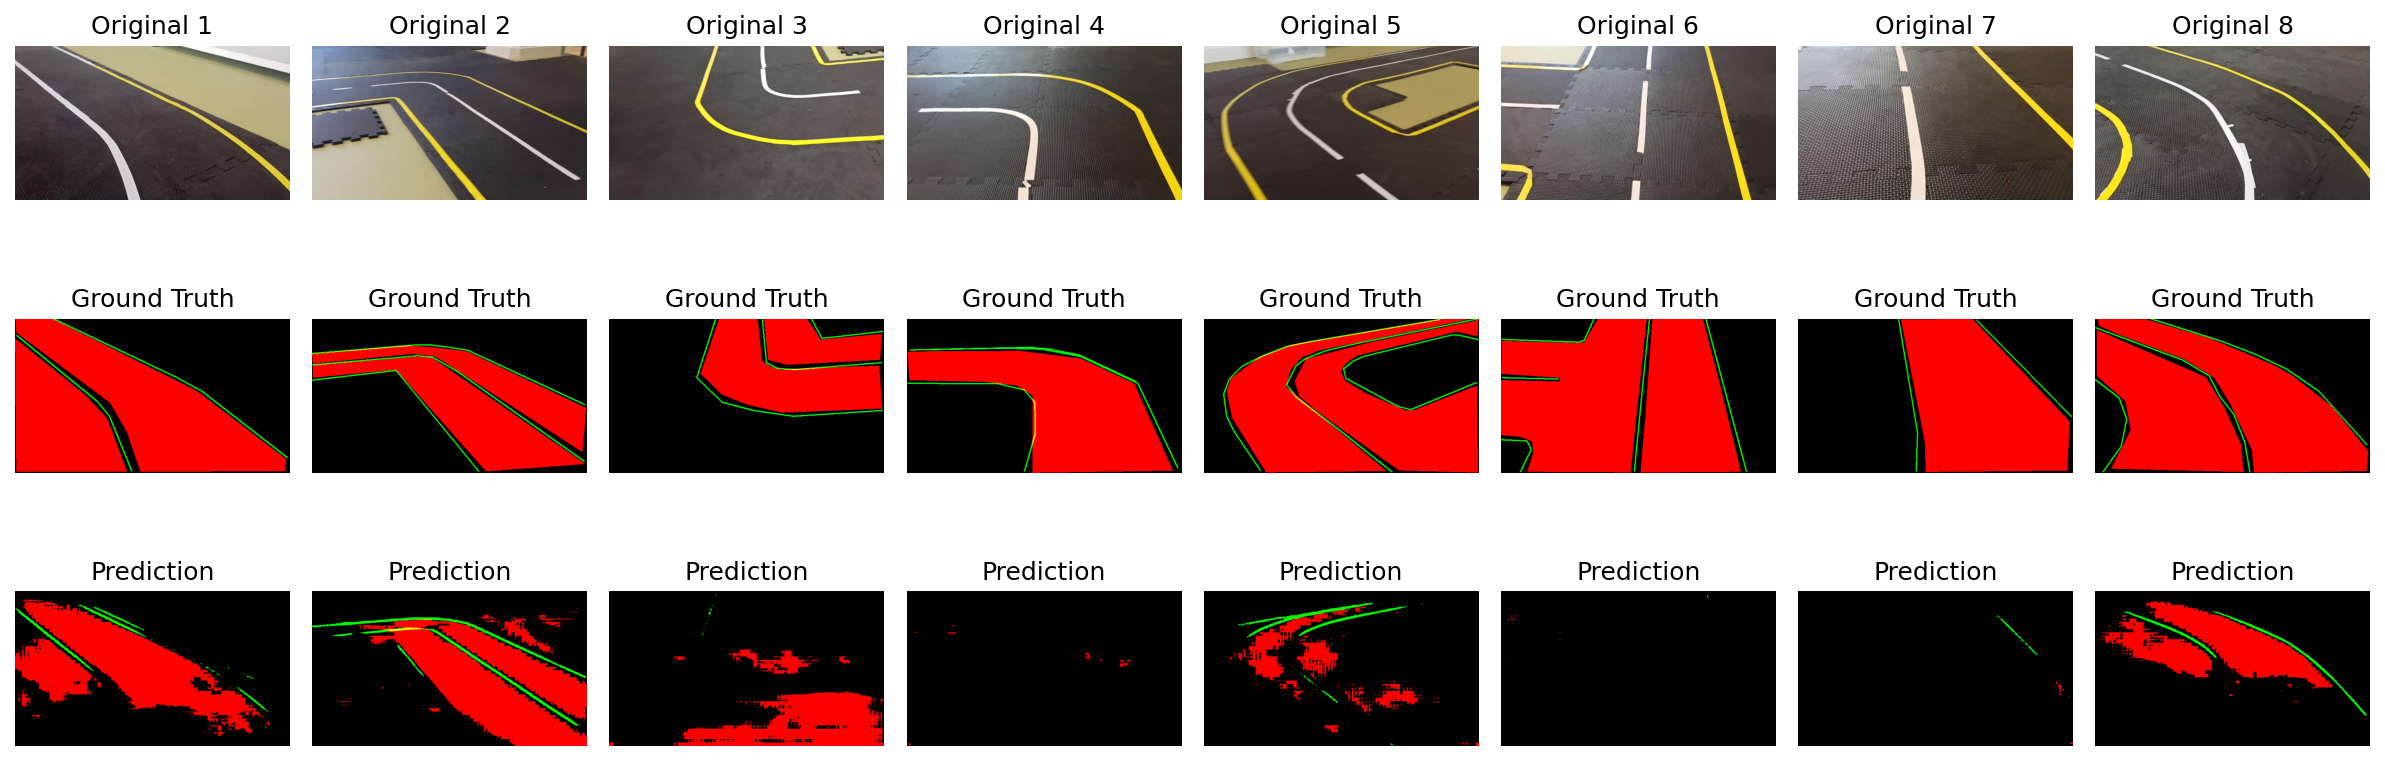 Original 1
Original 2
Original 3
Original 4
Original 5
Original 6
Original 7
Original 8
Ground Truth
Ground Truth
Ground Truth
Ground Truth
Ground Truth
Ground Truth
Ground Truth
Ground Truth
Prediction
Prediction
Prediction
Prediction
Prediction
Prediction
Prediction
Prediction